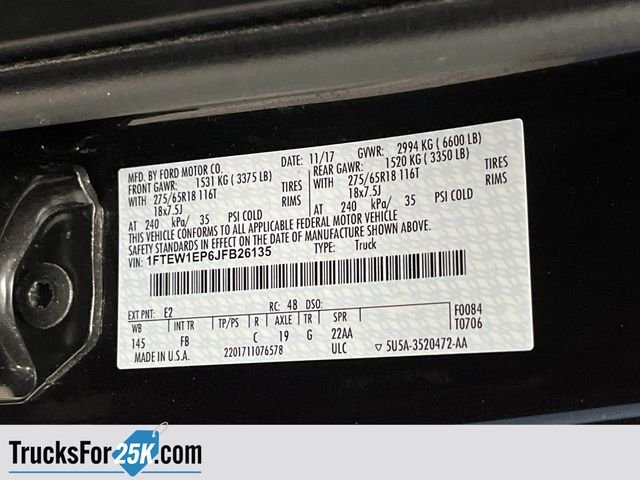 MFD. BY FORD MOTOR CO. DATE: 11/17 GVWR: 2994 KG ( 6600 LB)
FRONT GAWR: 1531 KG ( 3375 LB) REAR GAWR: 1520 KG ( 3350 LB)
WITH 275/65R18 116T TIRES WITH 275/65R18 116T TIRES
18x7.5J RIMS 18x7.5J RIMS
AT 240 kPa/ 35 PSI COLD AT 240 kPa/ 35 PSI COLD
THIS VEHICLE CONFORMS TO ALL APPLICABLE FEDERAL MOTOR VEHICLE
SAFETY STANDARDS IN EFFECT ON THE DATE OF MANUFACTURE SHOWN ABOVE.
1FTEW1EP6JFB26135 TYPE: Truck
EXT PNT: E2 RC: 48 DSO: F0084
WB INT TR TP/PS R AXLE TR SPR T0706
145 FB C 19 G 22AA
MADE IN U.S.A. 2201711076578 ULC ▽ 5U5A-3520472-AA
TrucksFor25K.com